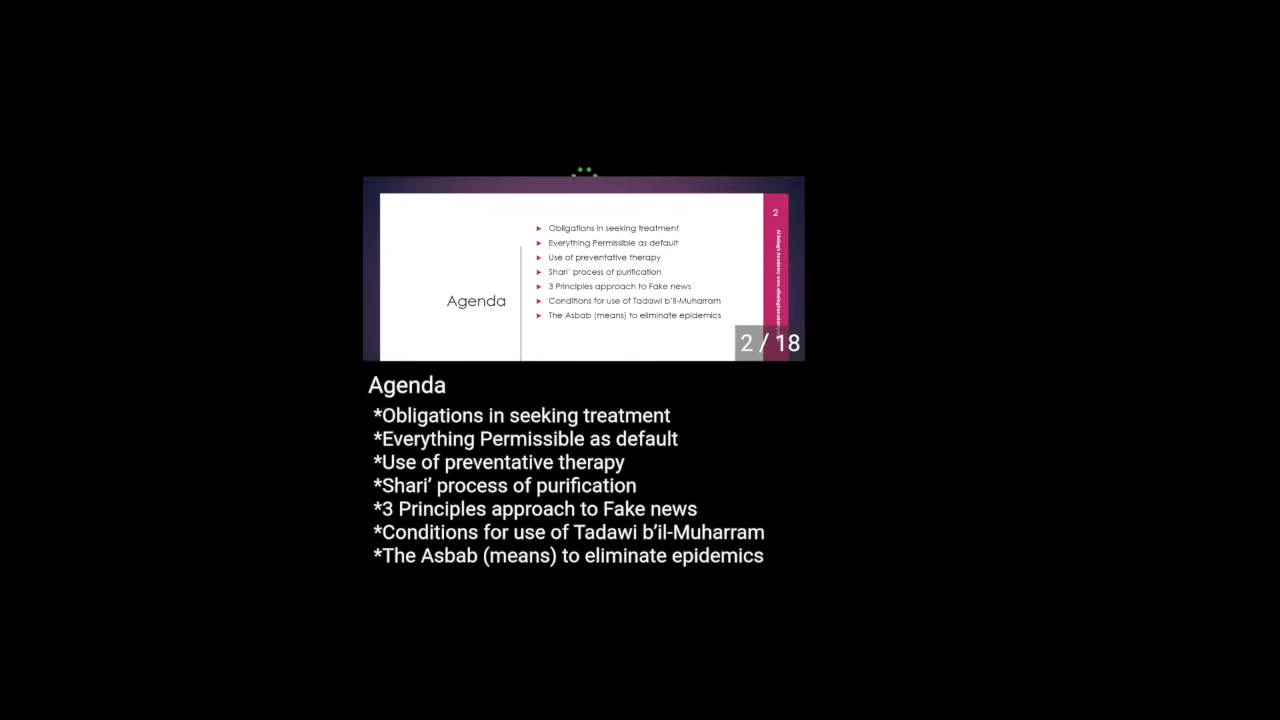 2
Obligations in seeking treatment
Everything Permissible as default
Use of preventative therapy
Shari' process of purification
3 Principles approach to Fake news
Agenda
Conditions for use of Tadawi b'il-Muharram
The Asbab (means) to eliminate epidemics
2 / 18
Agenda
*Obligations in seeking treatment
*Everything Permissible as default
*Use of preventative therapy
*Shari’ process of purification
*3 Principles approach to Fake news
*Conditions for use of Tadawi b’il-Muharram
*The Asbab (means) to eliminate epidemics